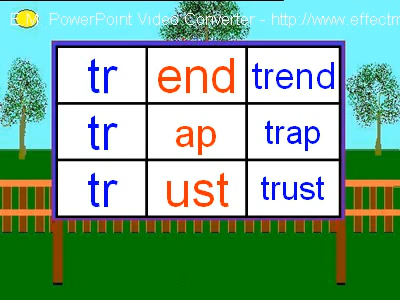 E.M. PowerPoint Video Converter - http://www.effectm
tr end trend
tr ap trap
tr ust trust